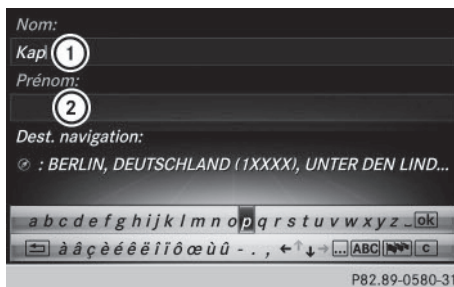 Nom:
Kap
1
Prénom:
2
Dest. navigation:
: BERLIN, DEUTSCHLAND (1XXXX), UNTER DEN LIND...
a b c d e f g h i j k l m n o p q r s t u v w x y z _ ok
à â ç è é ê ë î ï ô œ ù û - . , ... ABC c
P82.89-0580-31